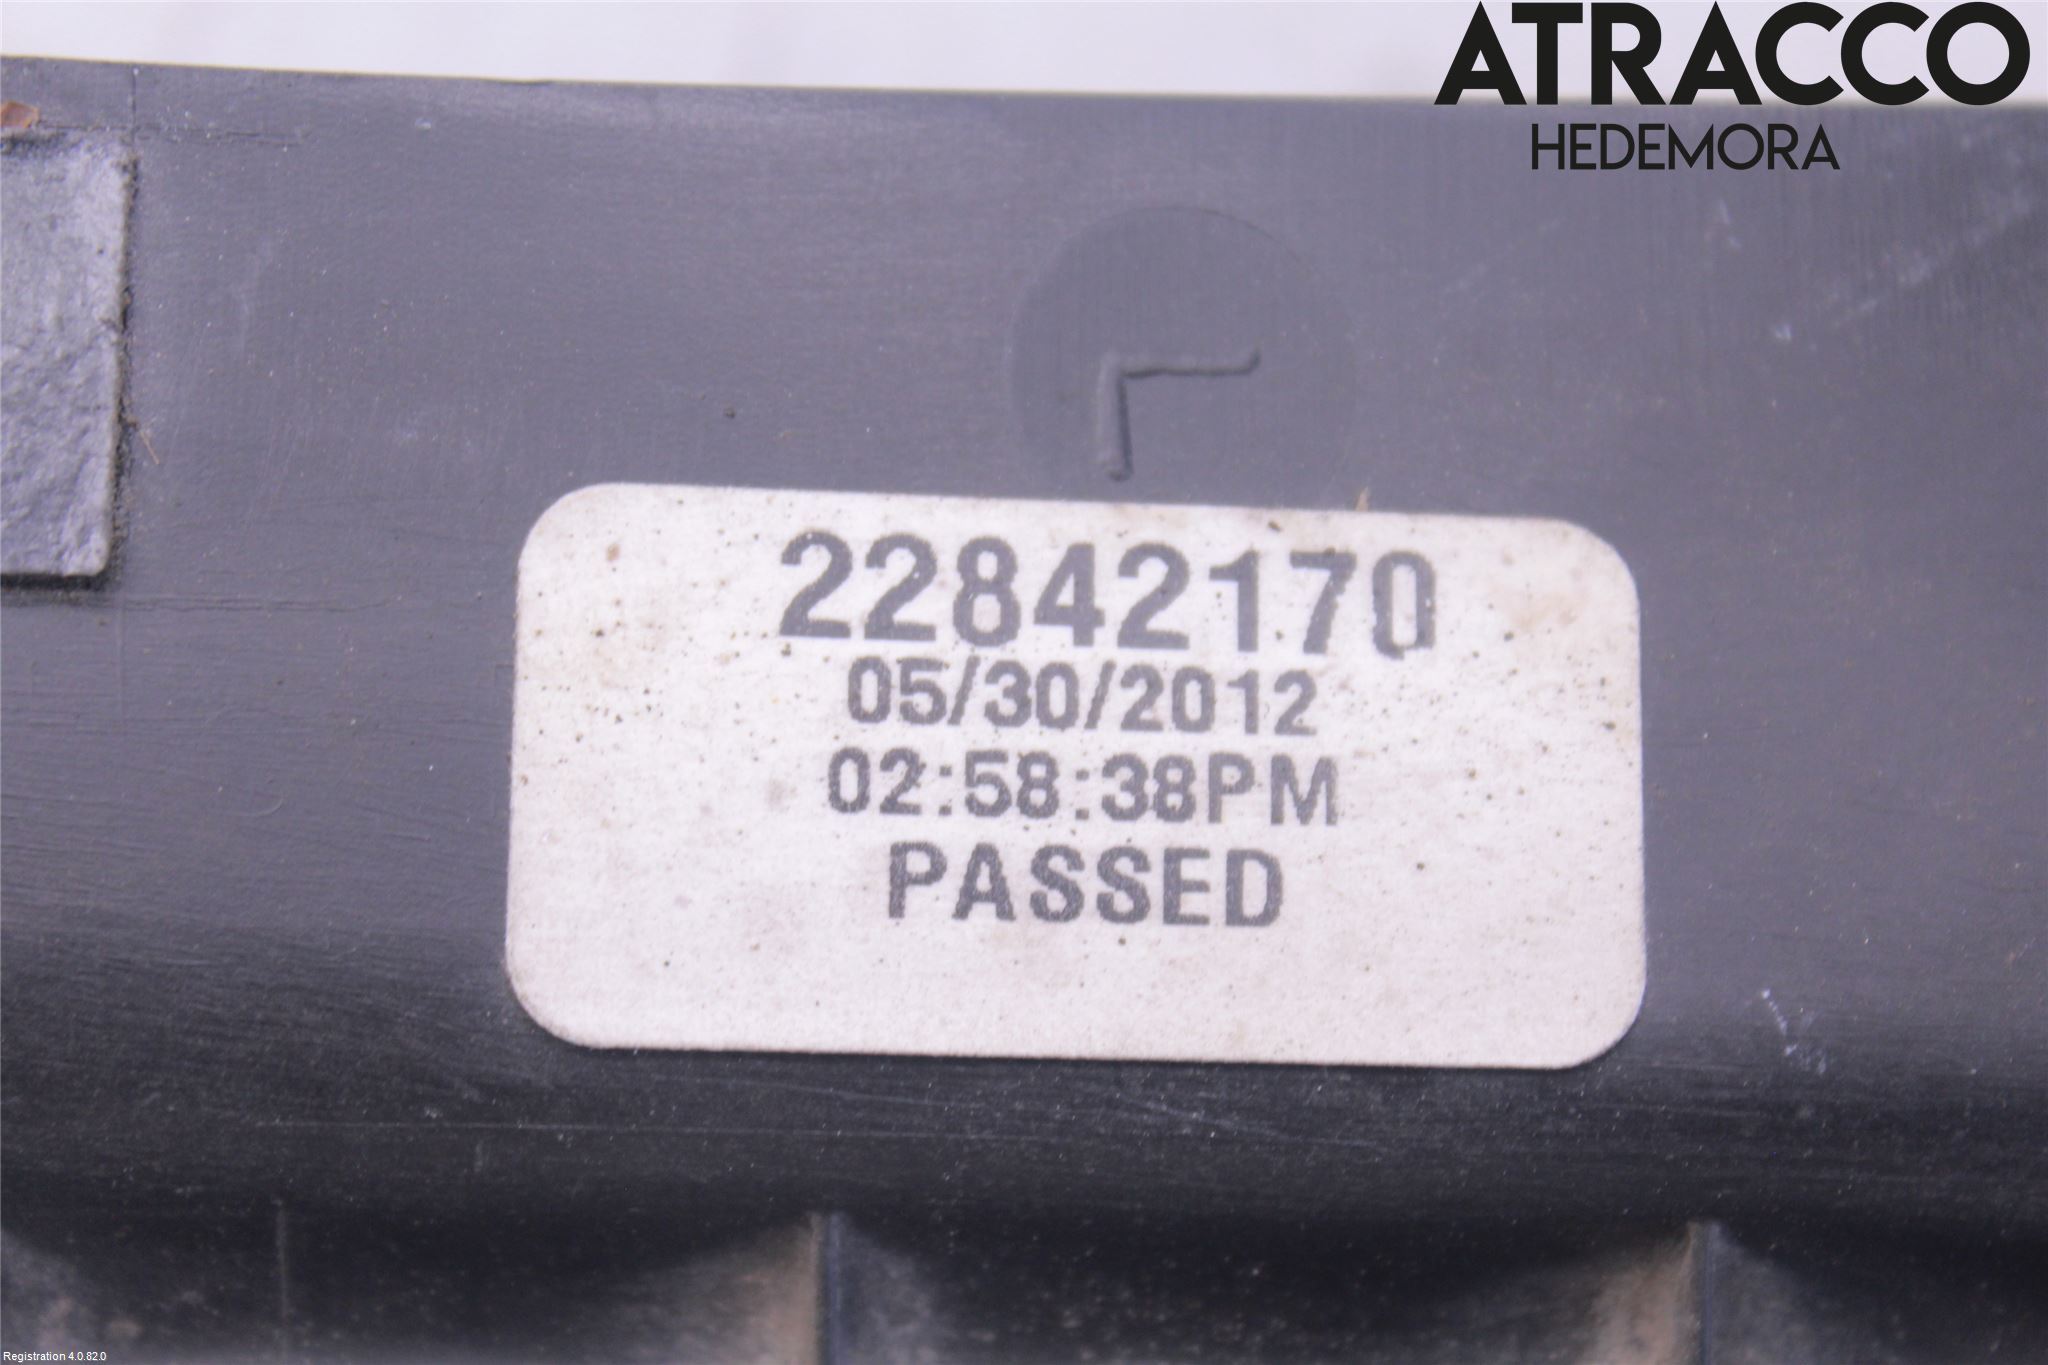 ATRACCO
HEDEMORA
L
22842170
05/30/2012
02:58:38PM
PASSED
Registration 4.0.82.0